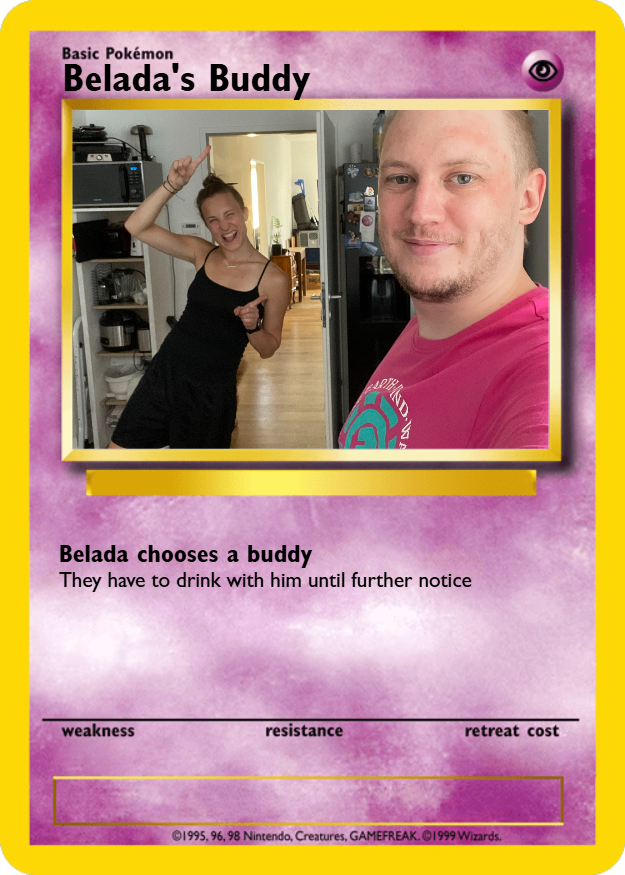 Basic Pokémon
Belada's Buddy
Belada chooses a buddy
They have to drink with him until further notice
weakness resistance retreat cost
©1995, 96, 98 Nintendo, Creatures, GAMEFREAK. ©1999 Wizards.